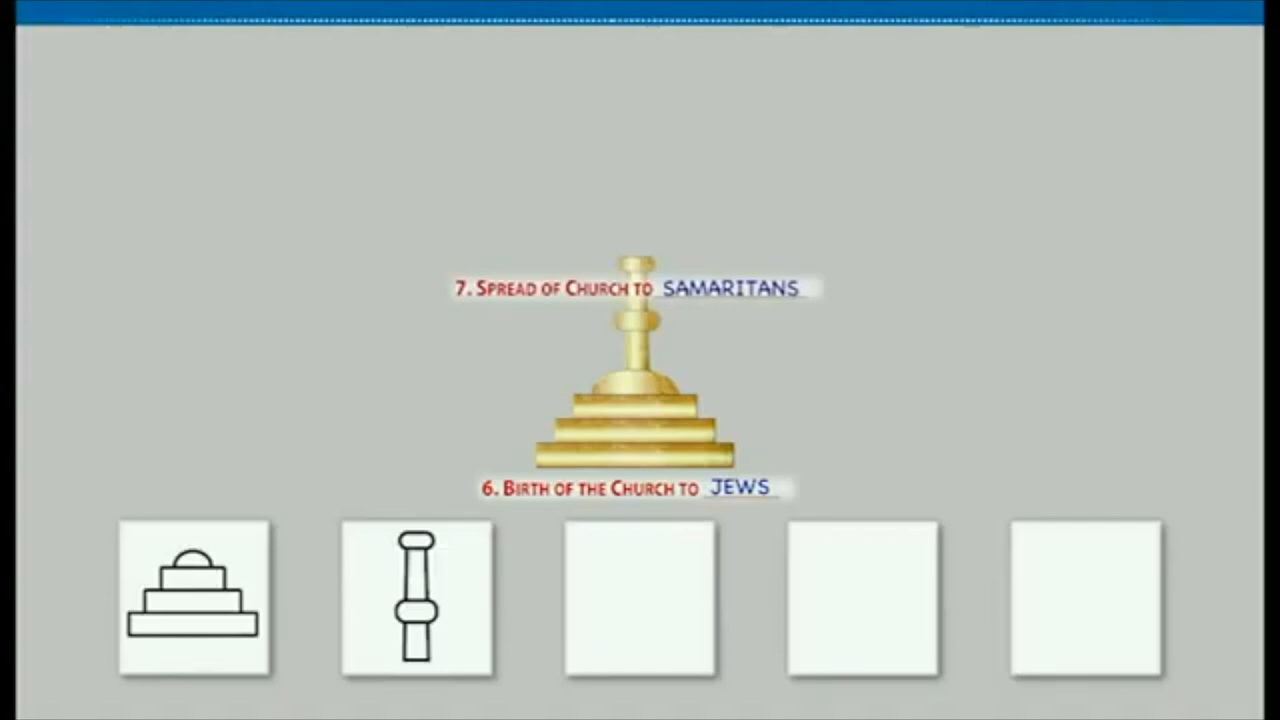 7. SPREAD OF CHURCH TO SAMARITANS
6. BIRTH OF THE CHURCH TO JEWS